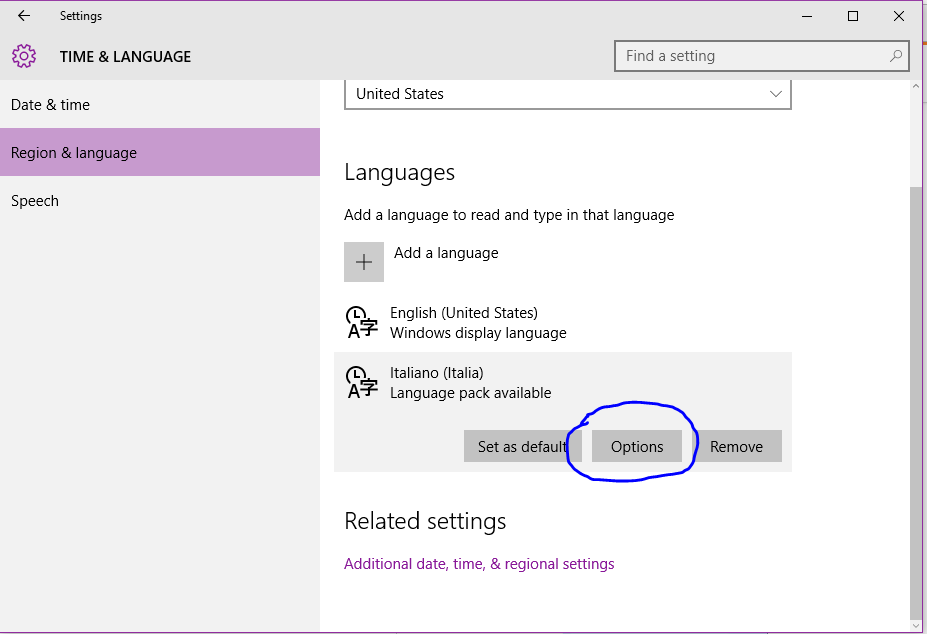 Settings
TIME & LANGUAGE
Find a setting
Date & time
Region & language
Speech
United States
Languages
Add a language to read and type in that language
Add a language
English (United States)
Windows display language
Italiano (Italia)
Language pack available
Set as default Options Remove
Related settings
Additional date, time, & regional settings